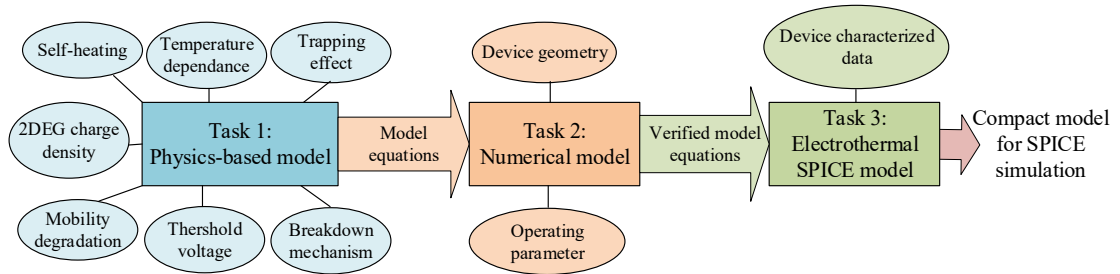 Self-heating
Temperature
dependance
Trapping
effect
2DEG charge
density
Task 1:
Physics-based model
Mobility
degradation
Thershold
voltage
Breakdown
mechanism
Model
equations
Device geometry
Task 2:
Numerical model
Operating
parameter
Verified model
equations
Device characterized
data
Task 3:
Electrothermal
SPICE model
Compact model
for SPICE
simulation